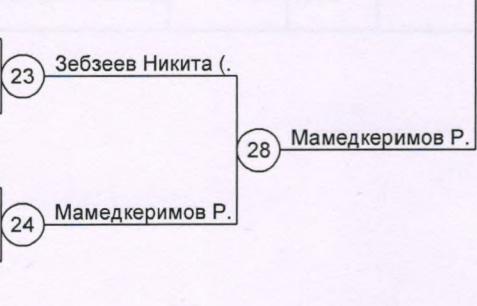 23 Зебзеев Никита (.
28 Мамедкеримов Р.
24 Мамедкеримов Р.